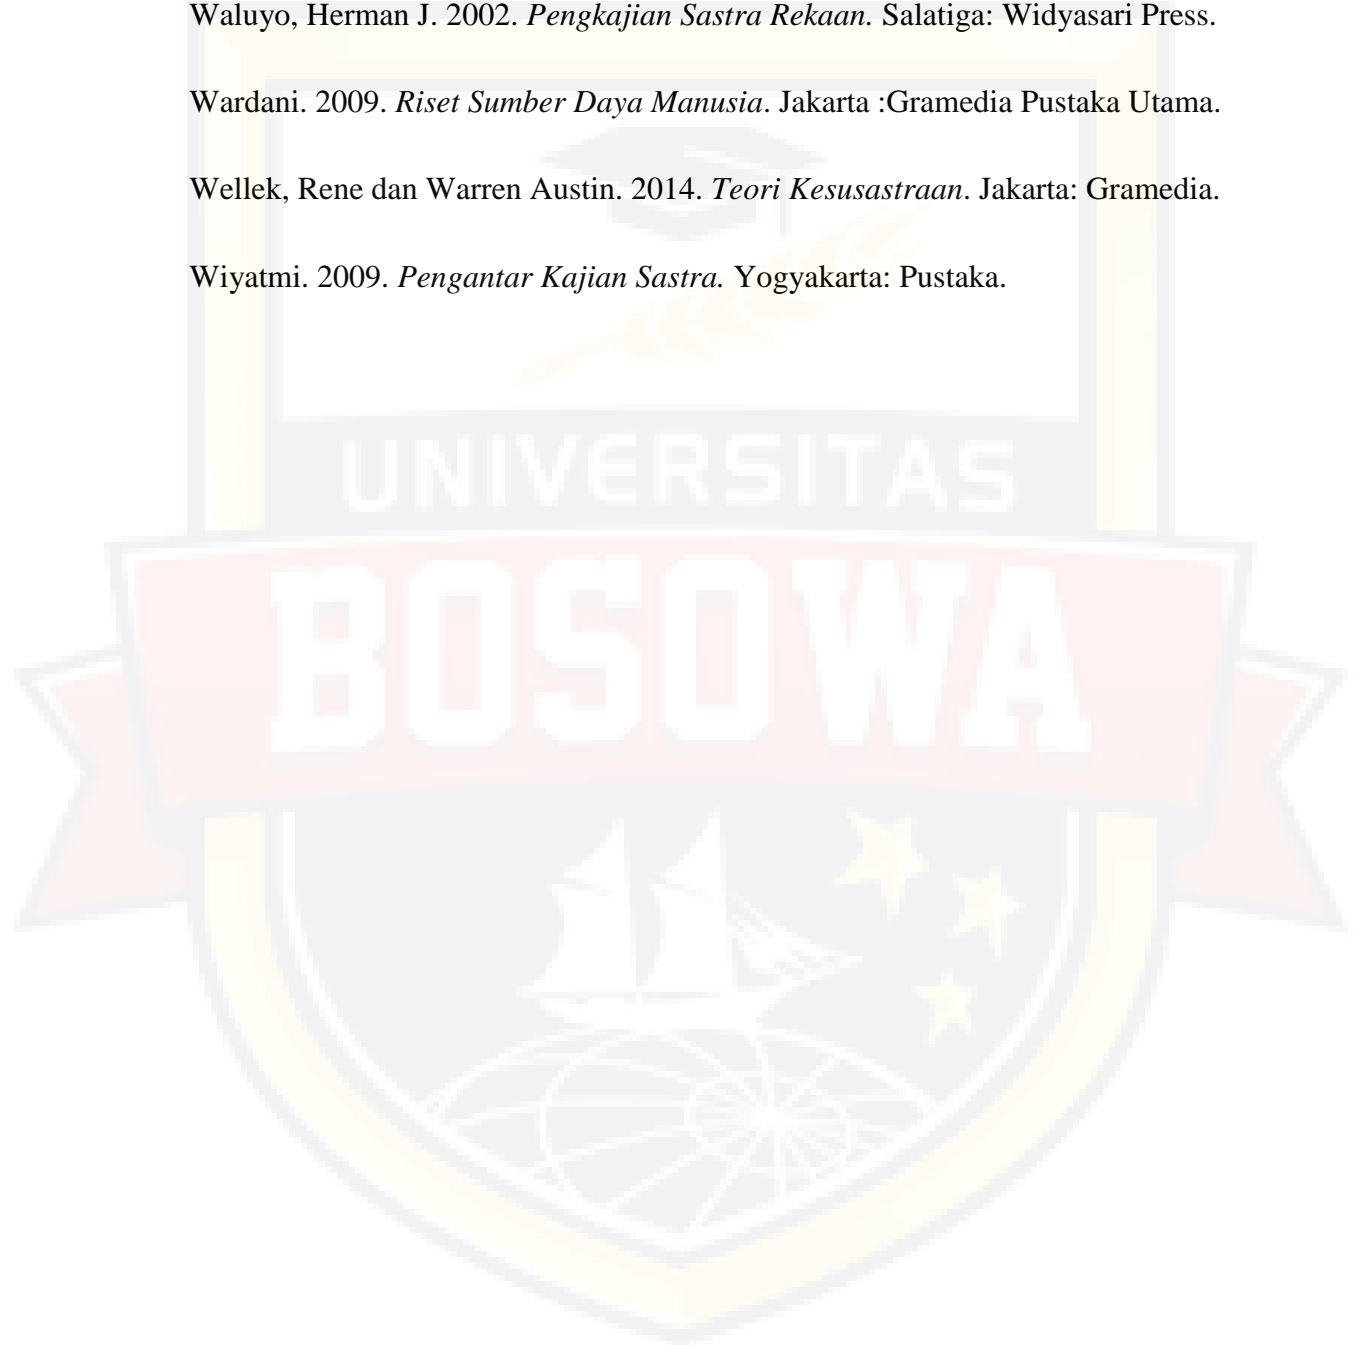 Waluyo, Herman J. 2002. Pengkajian Sastra Rekaan. Salatiga: Widyasari Press.
Wardani. 2009. Riset Sumber Daya Manusia. Jakarta :Gramedia Pustaka Utama.
Wellek, Rene dan Warren Austin. 2014. Teori Kesusastraan. Jakarta: Gramedia.
Wiyatmi. 2009. Pengantar Kajian Sastra. Yogyakarta: Pustaka.
UNIVERSITAS
BOSOWA